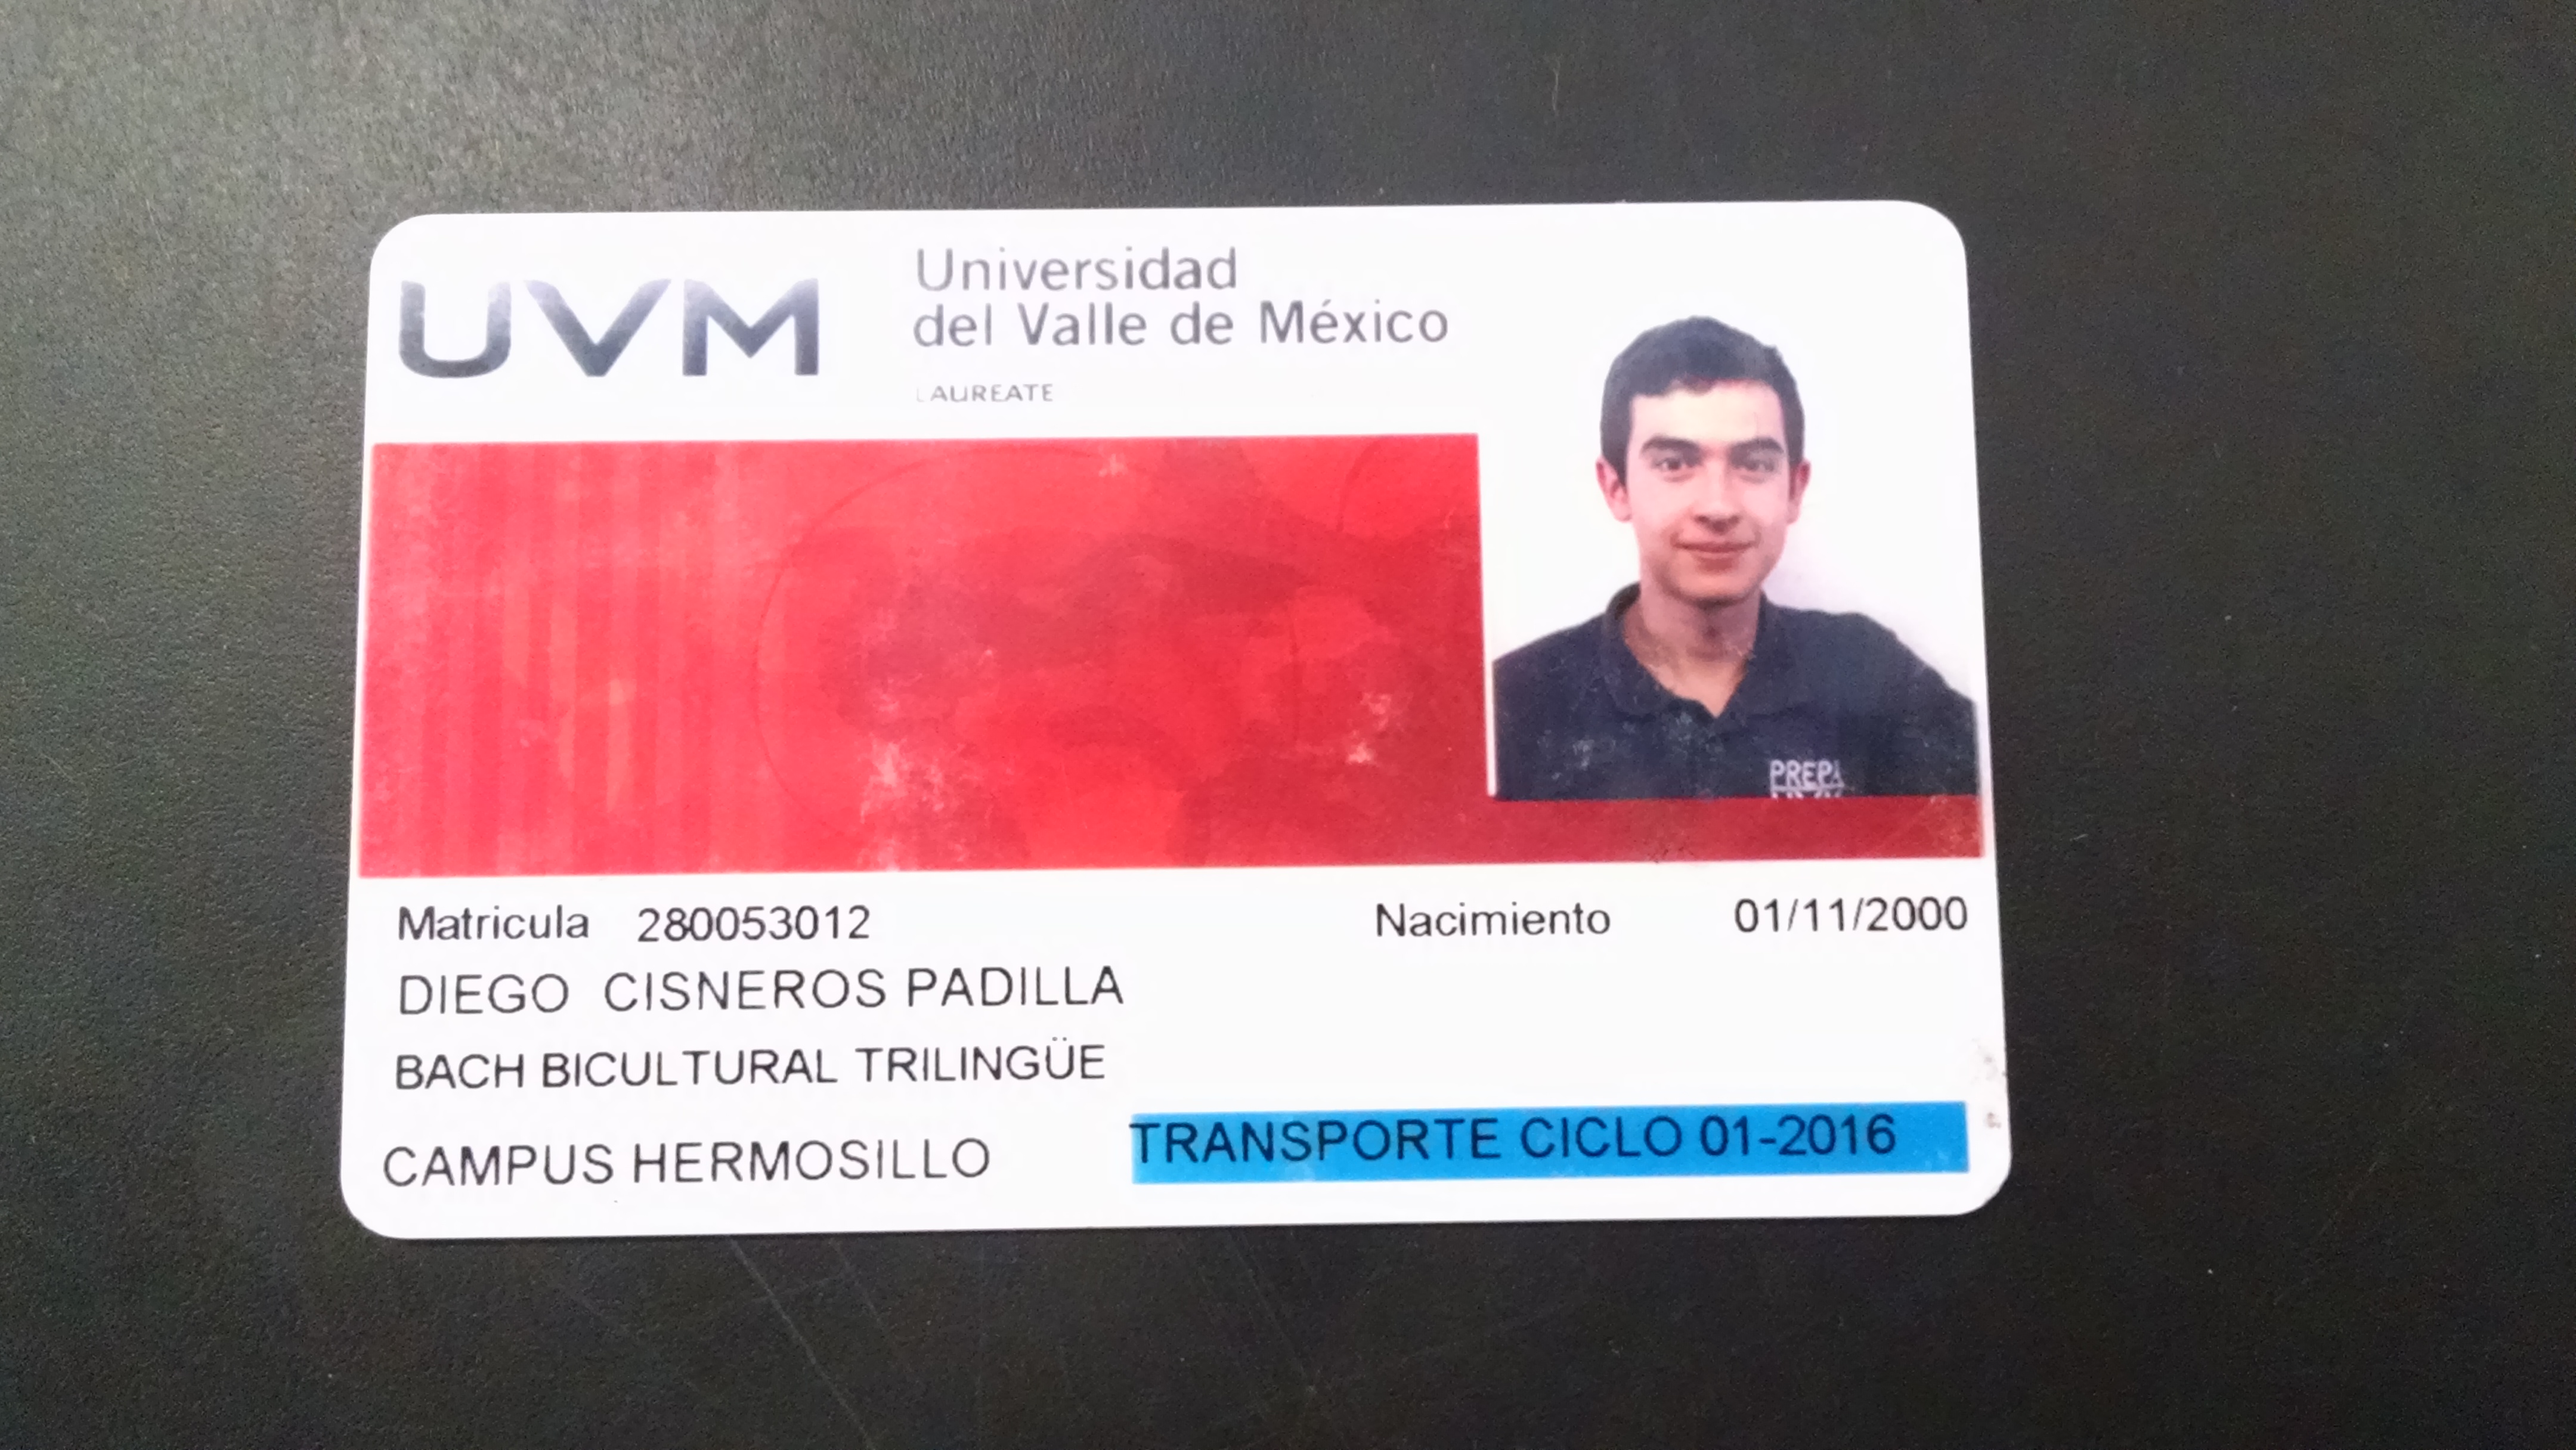 UVM
Universidad
del Valle de México
LAUREATE
PREPA
Matricula 280053012
Nacimiento 01/11/2000
DIEGO CISNEROS PADILLA
BACH BICULTURAL TRILINGÜE
CAMPUS HERMOSILLO
TRANSPORTE CICLO 01-2016